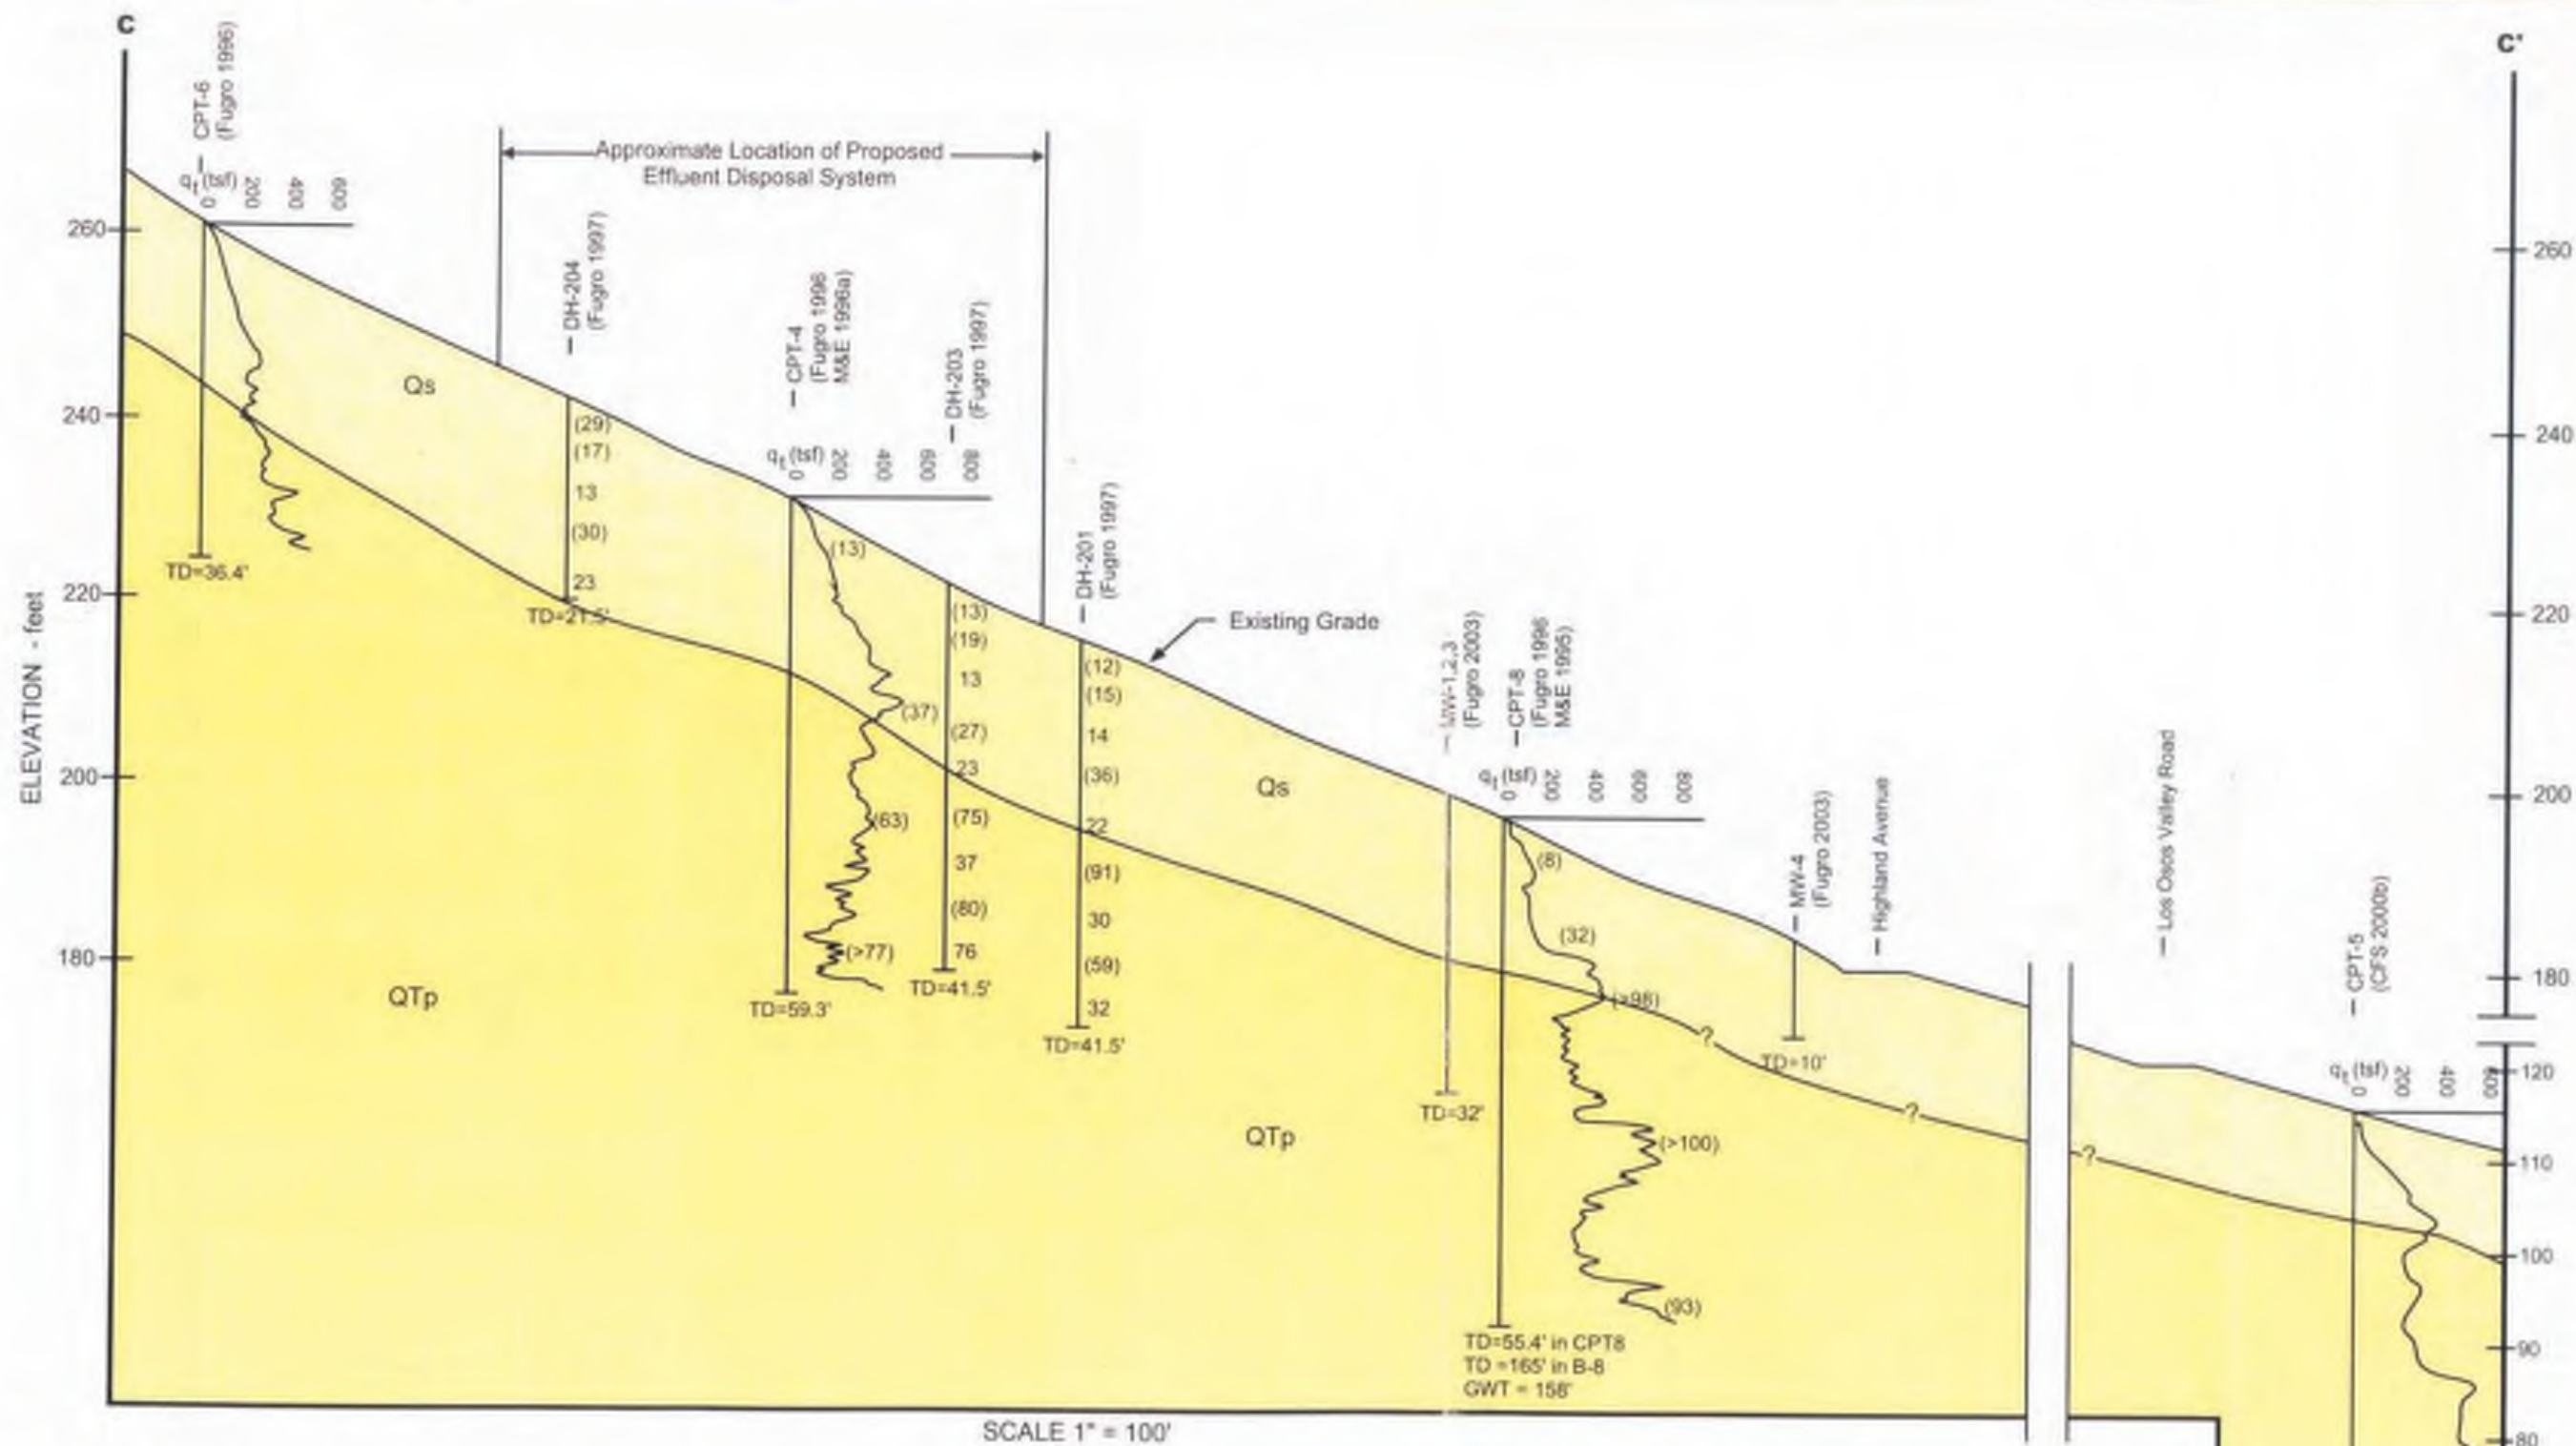 C
C'
CPT-6
(Fugro 1996)
qt (tsf)
0
200
400
600
Approximate Location of Proposed
Effluent Disposal System
260
240
220
200
180
ELEVATION - feet
TD=36.4'
Qs
DH-204
(Fugro 1997)
(29)
(17)
13
(30)
23
TD=21.5'
CPT-4
(Fugro 1996
M&E 1996a)
qt (tsf)
0
200
400
600
800
(13)
(37)
(63)
(>77)
TD=59.3'
DH-203
(Fugro 1997)
(13)
(19)
13
(27)
23
(75)
37
(80)
76
TD=41.5'
DH-201
(Fugro 1997)
(12)
(15)
14
(36)
22
(91)
30
(59)
32
TD=41.5'
Existing Grade
Qs
QTp
QTp
MW-1,2,3
(Fugro 2003)
TD=32'
CPT-8
(Fugro 1996
M&E 1995)
qt (tsf)
0
200
400
600
800
(8)
(32)
(>98)
(>100)
(93)
TD=55.4' in CPT8
TD =165' in B-8
GWT = 158'
?
MW-4
(Fugro 2003)
TD=10'
Highland Avenue
?
Los Osos Valley Road
?
CPT-5
(CFS 2000b)
qt (tsf)
0
200
400
600
260
240
220
200
180
120
110
100
90
80
SCALE 1" = 100'